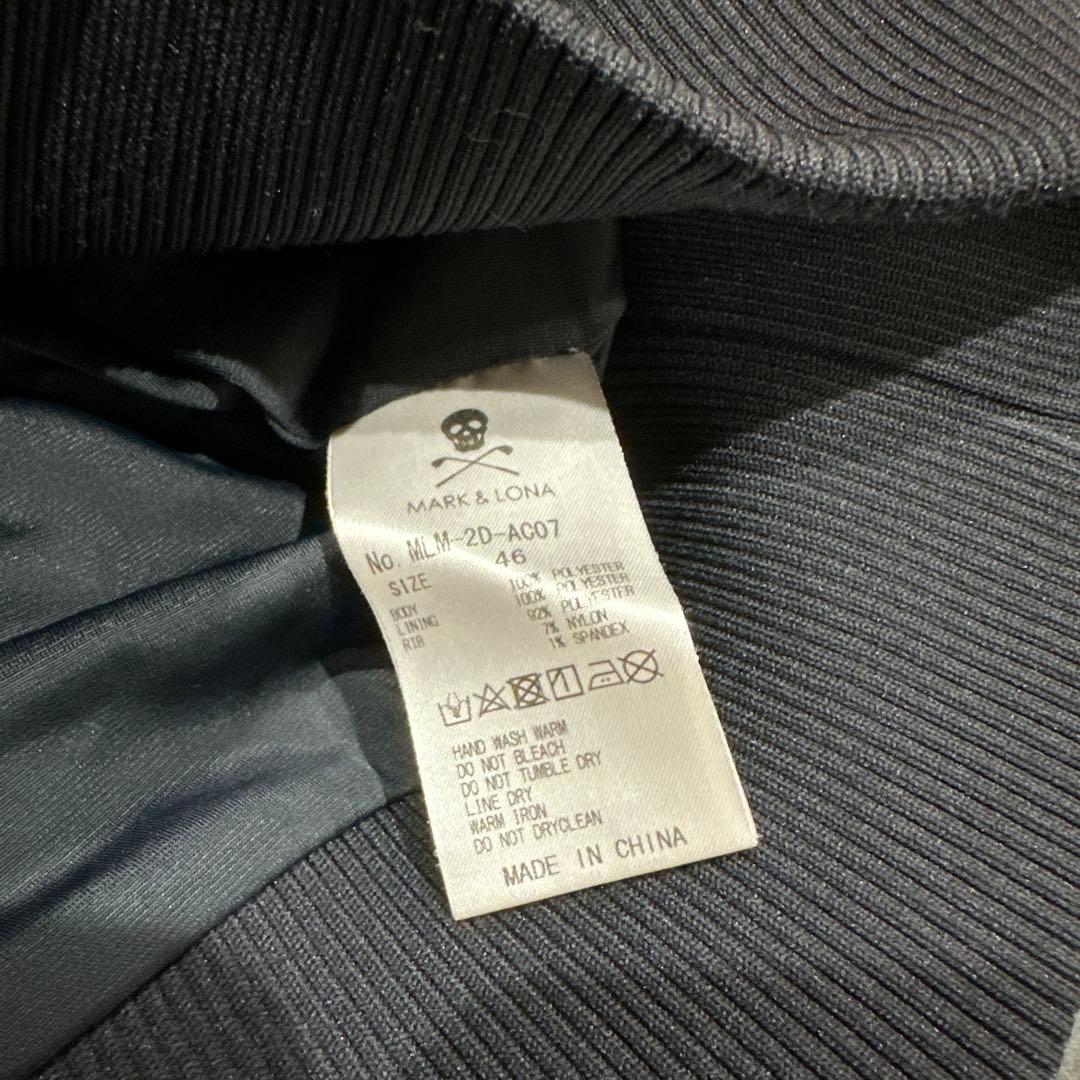 MARK & LONA
No. MLM-2D-AC07
SIZE 46
BODY 100% POLYESTER
LINING 100% POLYESTER
RIB 92% POLYESTER
7% NYLON
1% SPANDEX
HAND WASH WARM
DO NOT BLEACH
DO NOT TUMBLE DRY
LINE DRY
WARM IRON
DO NOT DRYCLEAN
MADE IN CHINA